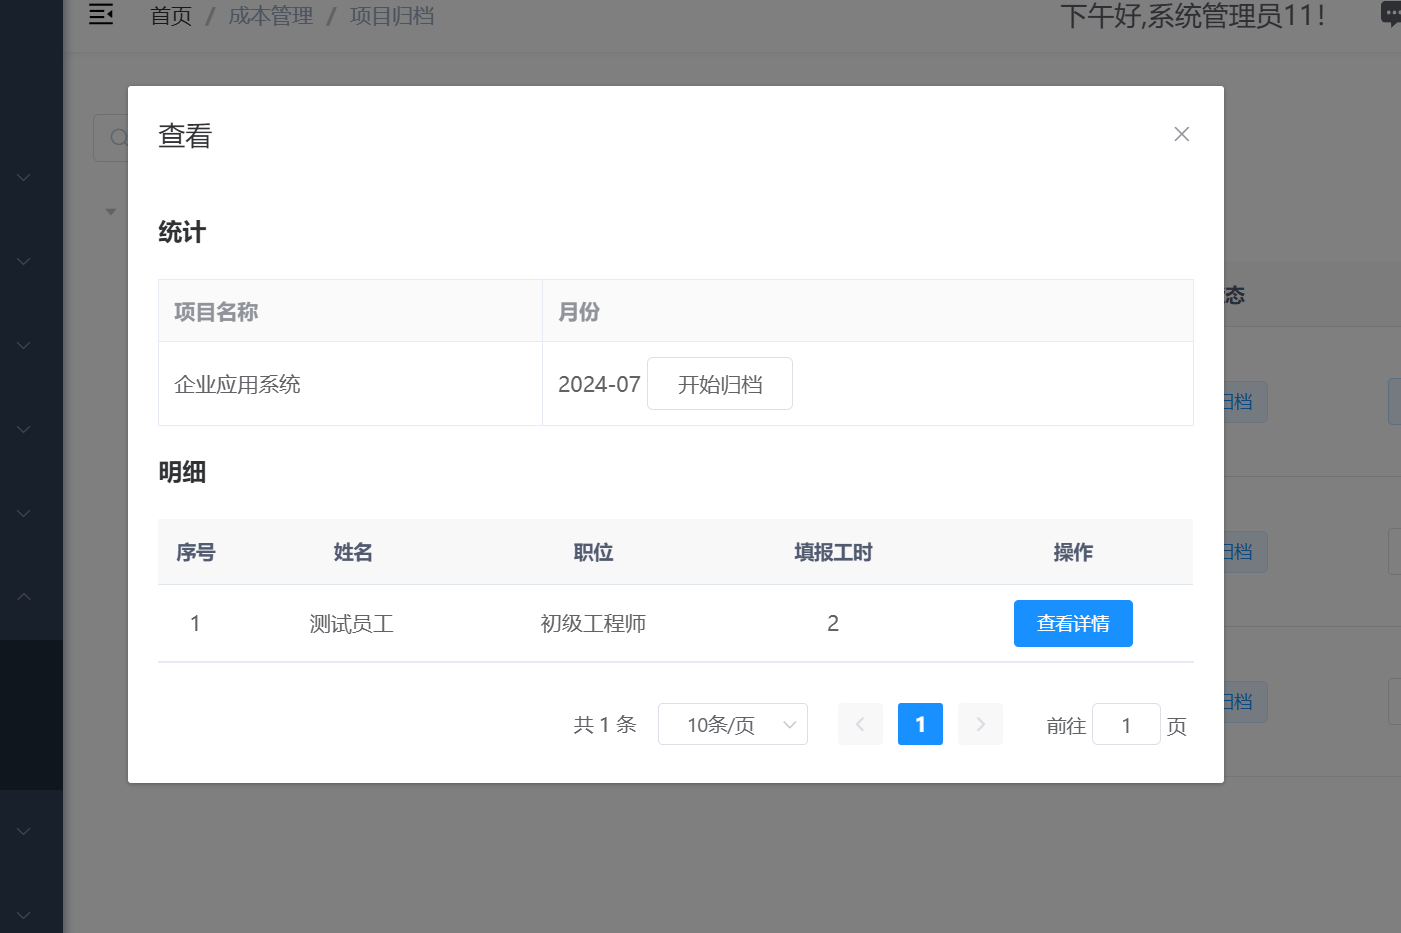 首页 / 成本管理 / 项目归档
下午好,系统管理员11!
查看
统计
项目名称 月份
企业应用系统 2024-07 开始归档
明细
序号 姓名 职位 填报工时 操作
1 测试员工 初级工程师 2 查看详情
共 1 条 10条/页 1 前往 1 页
态
归档
归档
归档